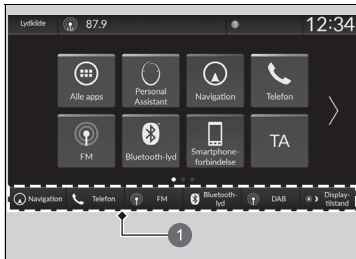 Lydkilde 87.9 12:34
Alle apps
Personal
Assistant
Navigation
Telefon
FM
Bluetooth-lyd
Smartphone-
forbindelse
TA
Navigation Telefon FM Bluetooth-
lyd DAB Display-
tilstand
1